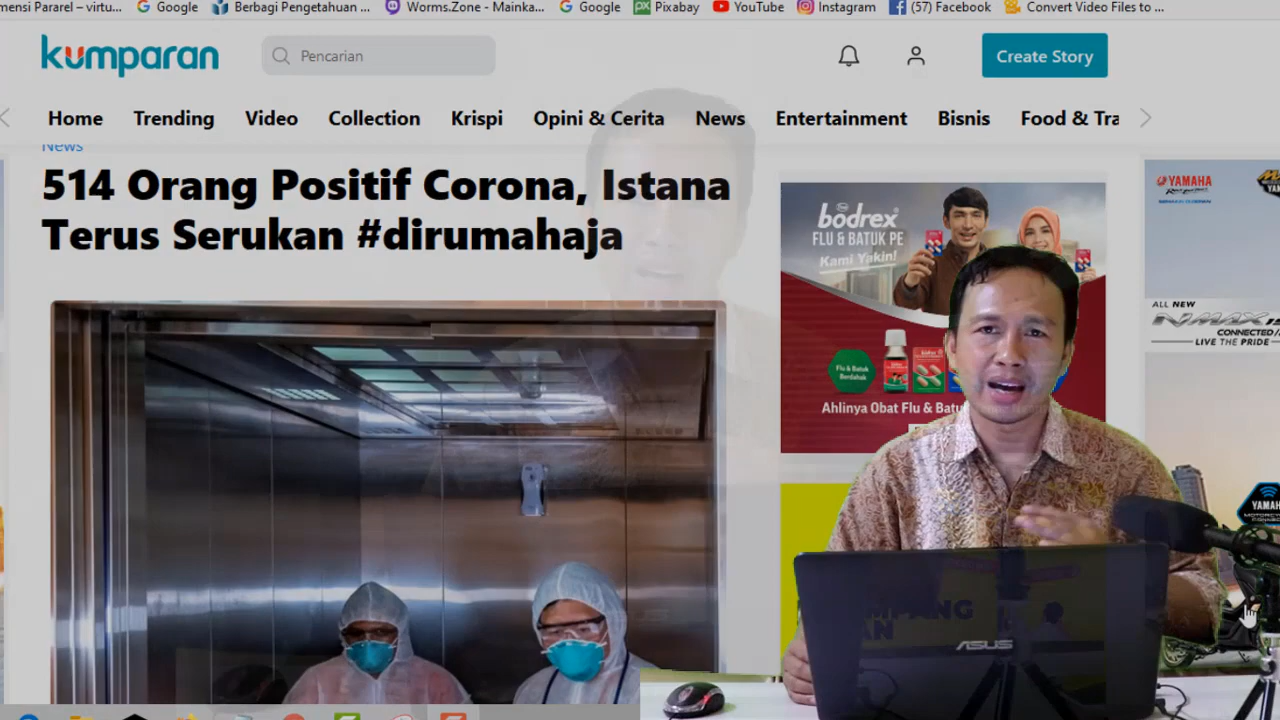 mensi Pararel – virtu...
Google
Berbagi Pengetahuan ...
Worms.Zone - Mainka...
Google
Pixabay
YouTube
Instagram
(57) Facebook
Convert Video Files to ...
kumparan
Pencarian
Create Story
Home
Trending
Video
Collection
Krispi
Opini & Cerita
News
Entertainment
Bisnis
Food & Tra
News
514 Orang Positif Corona, Istana
Terus Serukan #dirumahaja
bodrex
FLU & BATUK PE
Kami Yakin!
Flu & Batuk
Berdahak
Ahlinya Obat Flu & Batu
YAMAHA
ALL NEW
NMAX 15
CONNECTED/
LIVE THE PRIDE
YAMAHA
ASUS